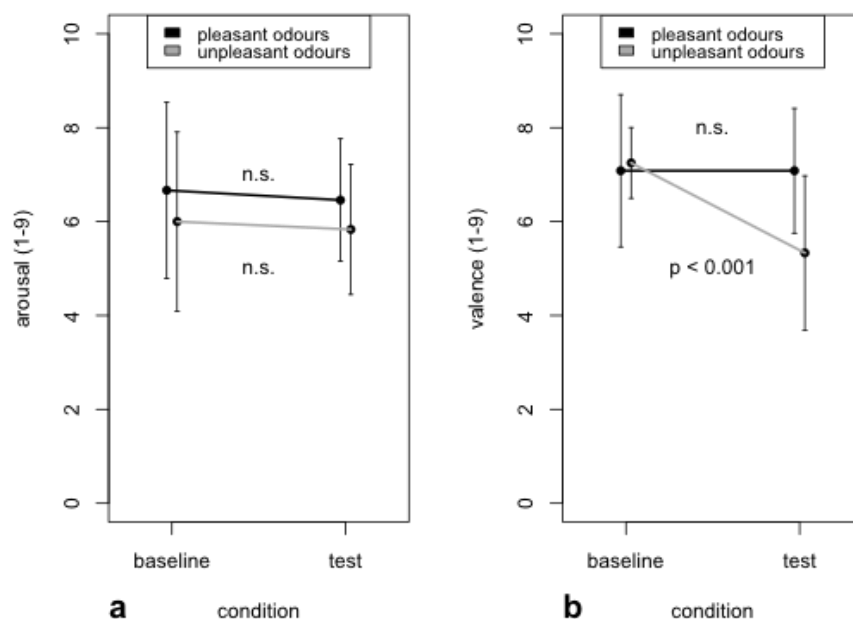 pleasant odours
unpleasant odours
arousal (1-9)
10
8
6
4
2
0
n.s.
n.s.
baseline
test
a
condition
pleasant odours
unpleasant odours
valence (1-9)
10
8
6
4
2
0
n.s.
p < 0.001
baseline
test
b
condition